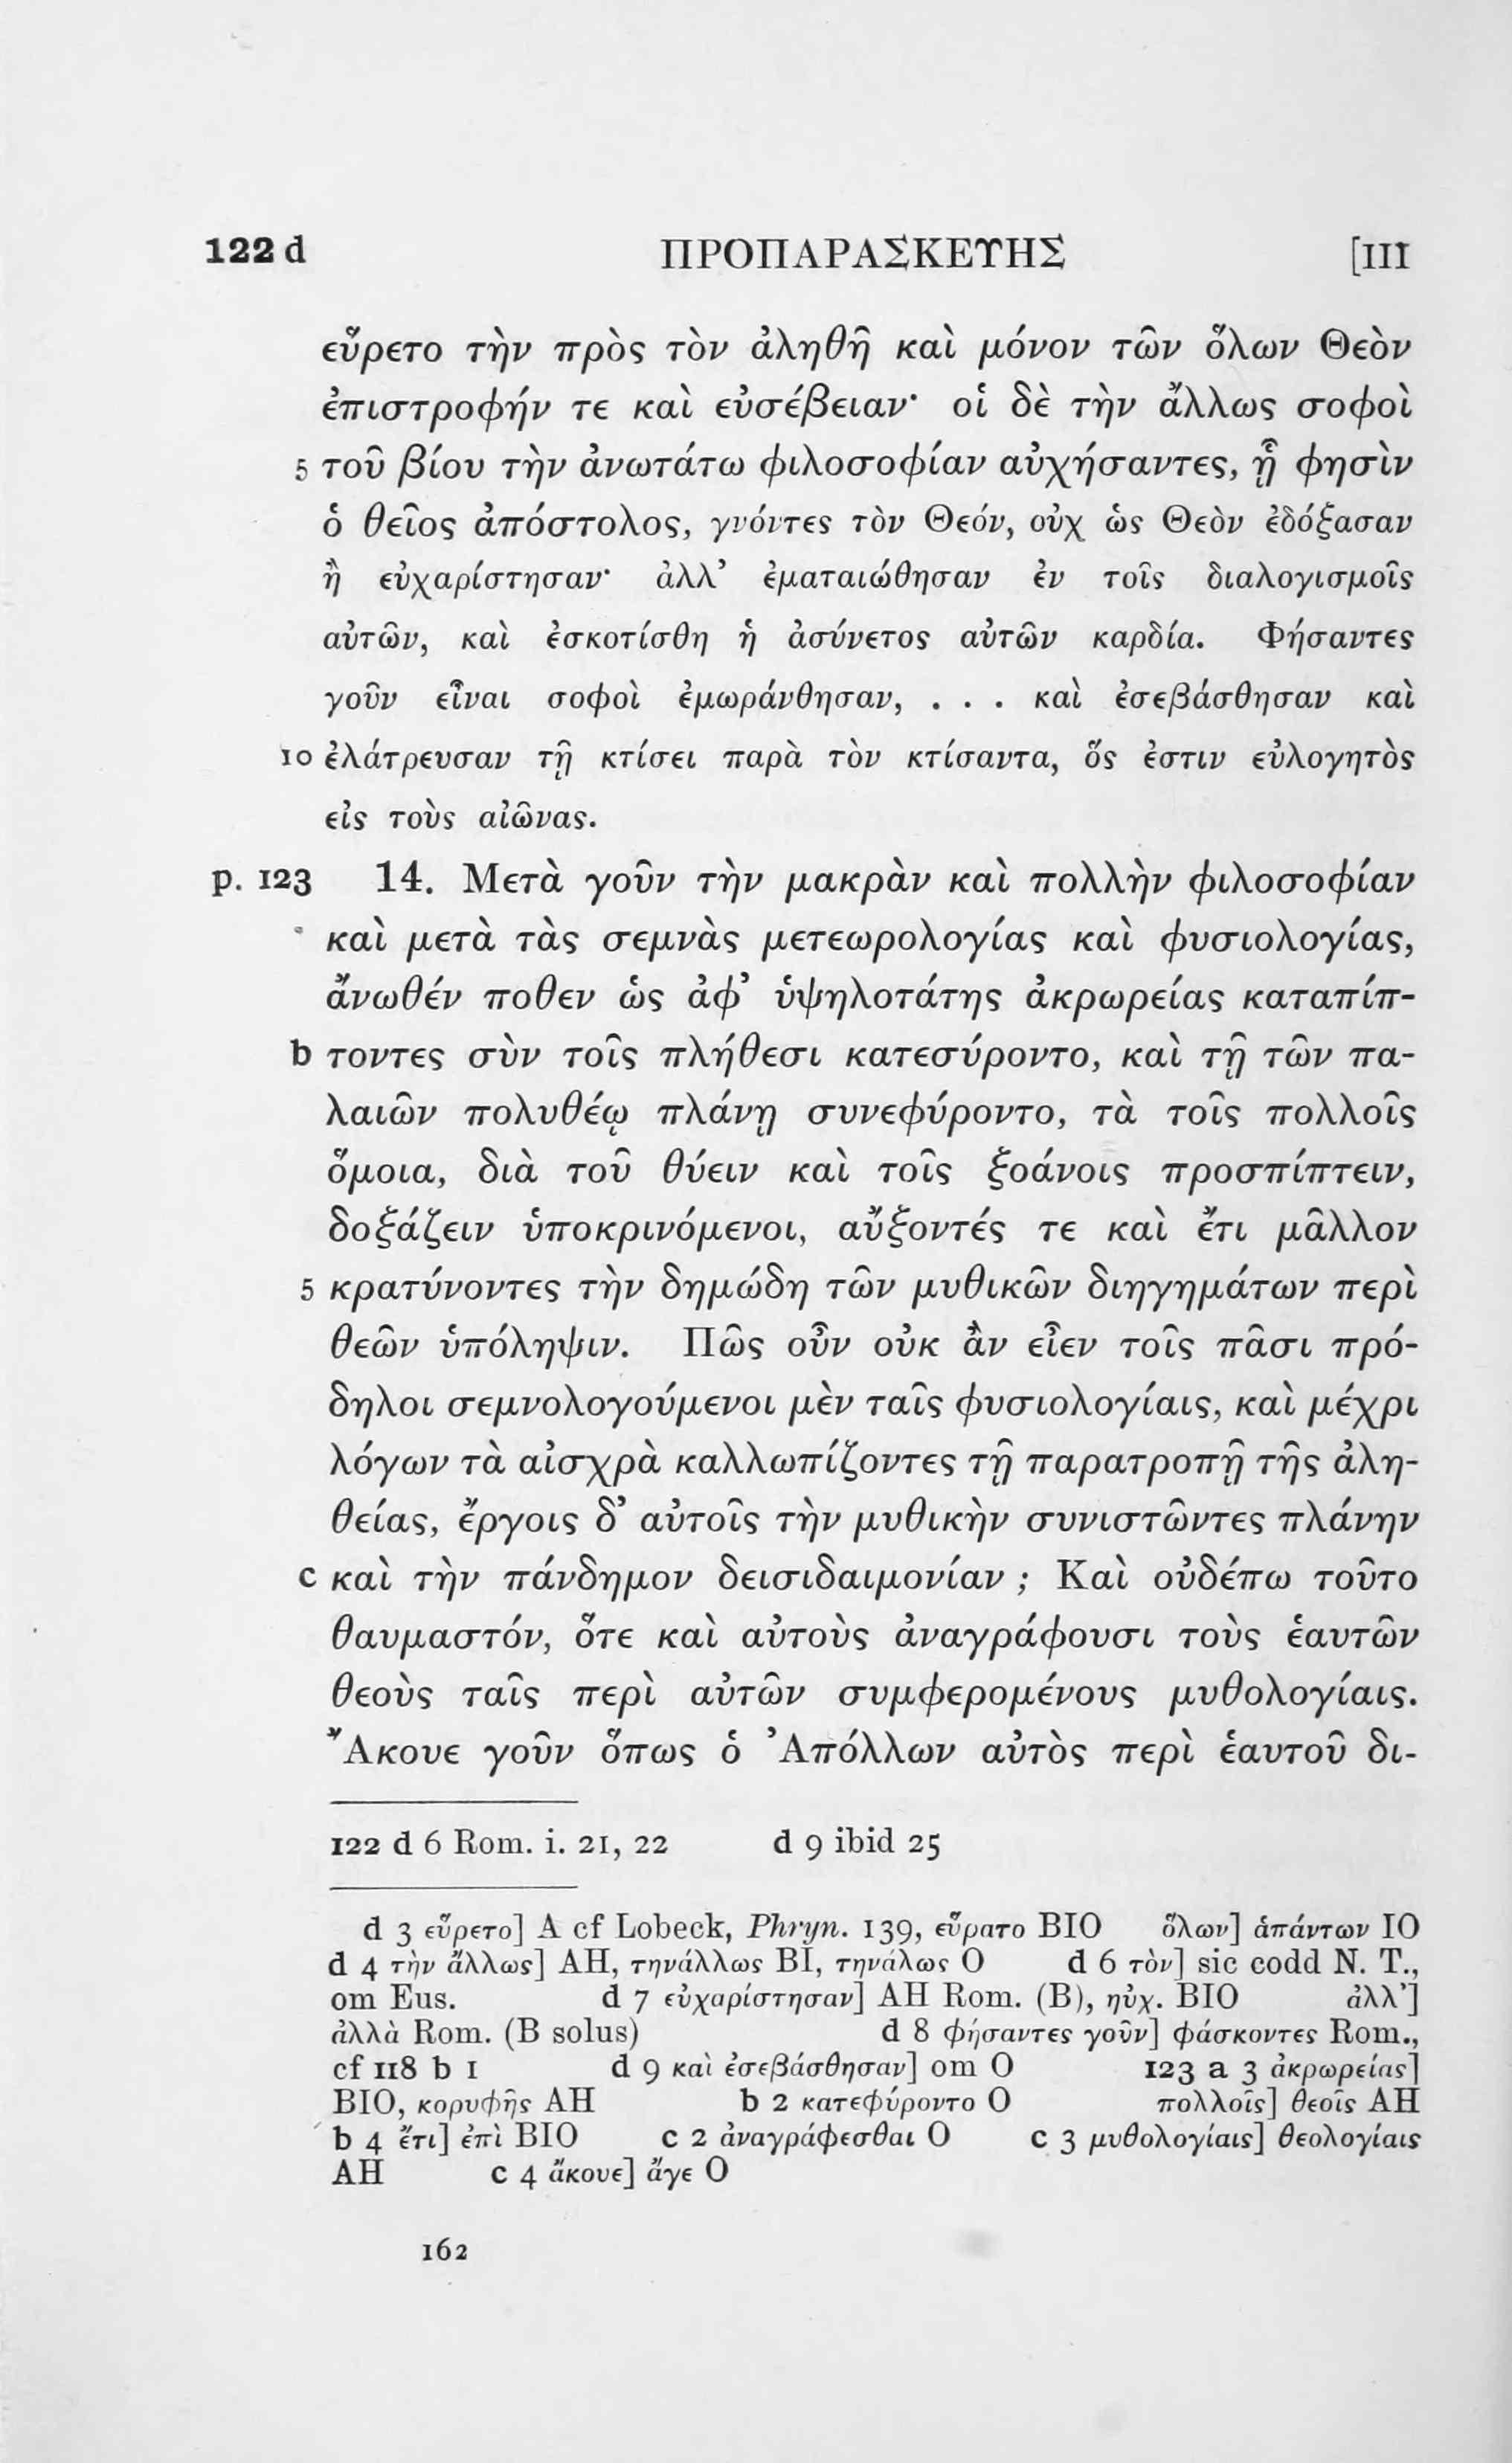 122 d ΠΡΟΠΑΡΑΣΚΕΥΗΣ [III
εὕρετο τὴν πρὸς τὸν ἀληθῆ καὶ μόνον τῶν ὅλων Θεὸν
ἐπιστροφήν τε καὶ εὐσέβειαν· οἱ δὲ τὴν ἄλλως σοφοὶ
5 τοῦ βίου τὴν ἀνωτάτω φιλοσοφίαν αὐχήσαντες, ᾗ φησὶν
ὁ θεῖος ἀπόστολος, γνόντες τὸν Θεόν, οὐχ ὡς Θεὸν ἐδόξασαν
ἢ εὐχαρίστησαν· ἀλλ’ ἐματαιώθησαν ἐν τοῖς διαλογισμοῖς
αὐτῶν, καὶ ἐσκοτίσθη ἡ ἀσύνετος αὐτῶν καρδία. Φήσαντες
γοῦν εἶναι σοφοὶ ἐμωράνθησαν, . . . καὶ ἐσεβάσθησαν καὶ
10 ἐλάτρευσαν τῇ κτίσει παρὰ τὸν κτίσαντα, ὅς ἐστιν εὐλογητὸς
εἰς τοὺς αἰῶνας.
p. 123 14. Μετὰ γοῦν τὴν μακρὰν καὶ πολλὴν φιλοσοφίαν
καὶ μετὰ τὰς σεμνὰς μετεωρολογίας καὶ φυσιολογίας,
ἄνωθέν ποθεν ὡς ἀφ’ ὑψηλοτάτης ἀκρωρείας καταπίπ-
b τοντες σὺν τοῖς πλήθεσι κατεσύροντο, καὶ τῇ τῶν πα-
λαιῶν πολυθέῳ πλάνῃ συνεφύροντο, τὰ τοῖς πολλοῖς
ὅμοια, διὰ τοῦ θύειν καὶ τοῖς ξοάνοις προσπίπτειν,
δοξάζειν ὑποκρινόμενοι, αὔξοντές τε καὶ ἔτι μᾶλλον
5 κρατύνοντες τὴν δημώδη τῶν μυθικῶν διηγημάτων περὶ
θεῶν ὑπόληψιν. Πῶς οὖν οὐκ ἂν εἶεν τοῖς πᾶσι πρό-
δηλοι σεμνολογούμενοι μὲν ταῖς φυσιολογίαις, καὶ μέχρι
λόγων τὰ αἰσχρὰ καλλωπίζοντες τῇ παρατροπῇ τῆς ἀλη-
θείας, ἔργοις δ’ αὐτοῖς τὴν μυθικὴν συνιστῶντες πλάνην
c καὶ τὴν πάνδημον δεισιδαιμονίαν ; Καὶ οὐδέπω τοῦτο
θαυμαστόν, ὅτε καὶ αὐτοὺς ἀναγράφουσι τοὺς ἑαυτῶν
θεοὺς ταῖς περὶ αὐτῶν συμφερομένους μυθολογίαις.
Ἄκουε γοῦν ὅπως ὁ Ἀπόλλων αὐτὸς περὶ ἑαυτοῦ δι-
122 d 6 Rom. i. 21, 22 d 9 ibid 25
d 3 εὕρετο] A cf Lobeck, Phryn. 139, εὕρατο BIO ὅλων] ἁπάντων IO
d 4 τὴν ἄλλως] AH, τηνάλλως BI, τηνάλως O d 6 τὸν] sic codd N. T.,
om Eus. d 7 εὐχαρίστησαν] AH Rom. (B), ηὐχ. BIO ἀλλ’]
ἀλλὰ Rom. (B solus) d 8 φήσαντες γοῦν] φάσκοντες Rom.,
cf 118 b 1 d 9 καὶ ἐσεβάσθησαν] om O 123 a 3 ἀκρωρείας]
BIO, κορυφῆς AH b 2 κατεφύροντο O πολλοῖς] θεοῖς AH
b 4 ἔτι] ἐπὶ BIO c 2 ἀναγράφεσθαι O c 3 μυθολογίαις] θεολογίαις
AH c 4 ἄκουε] ἄγε O
162